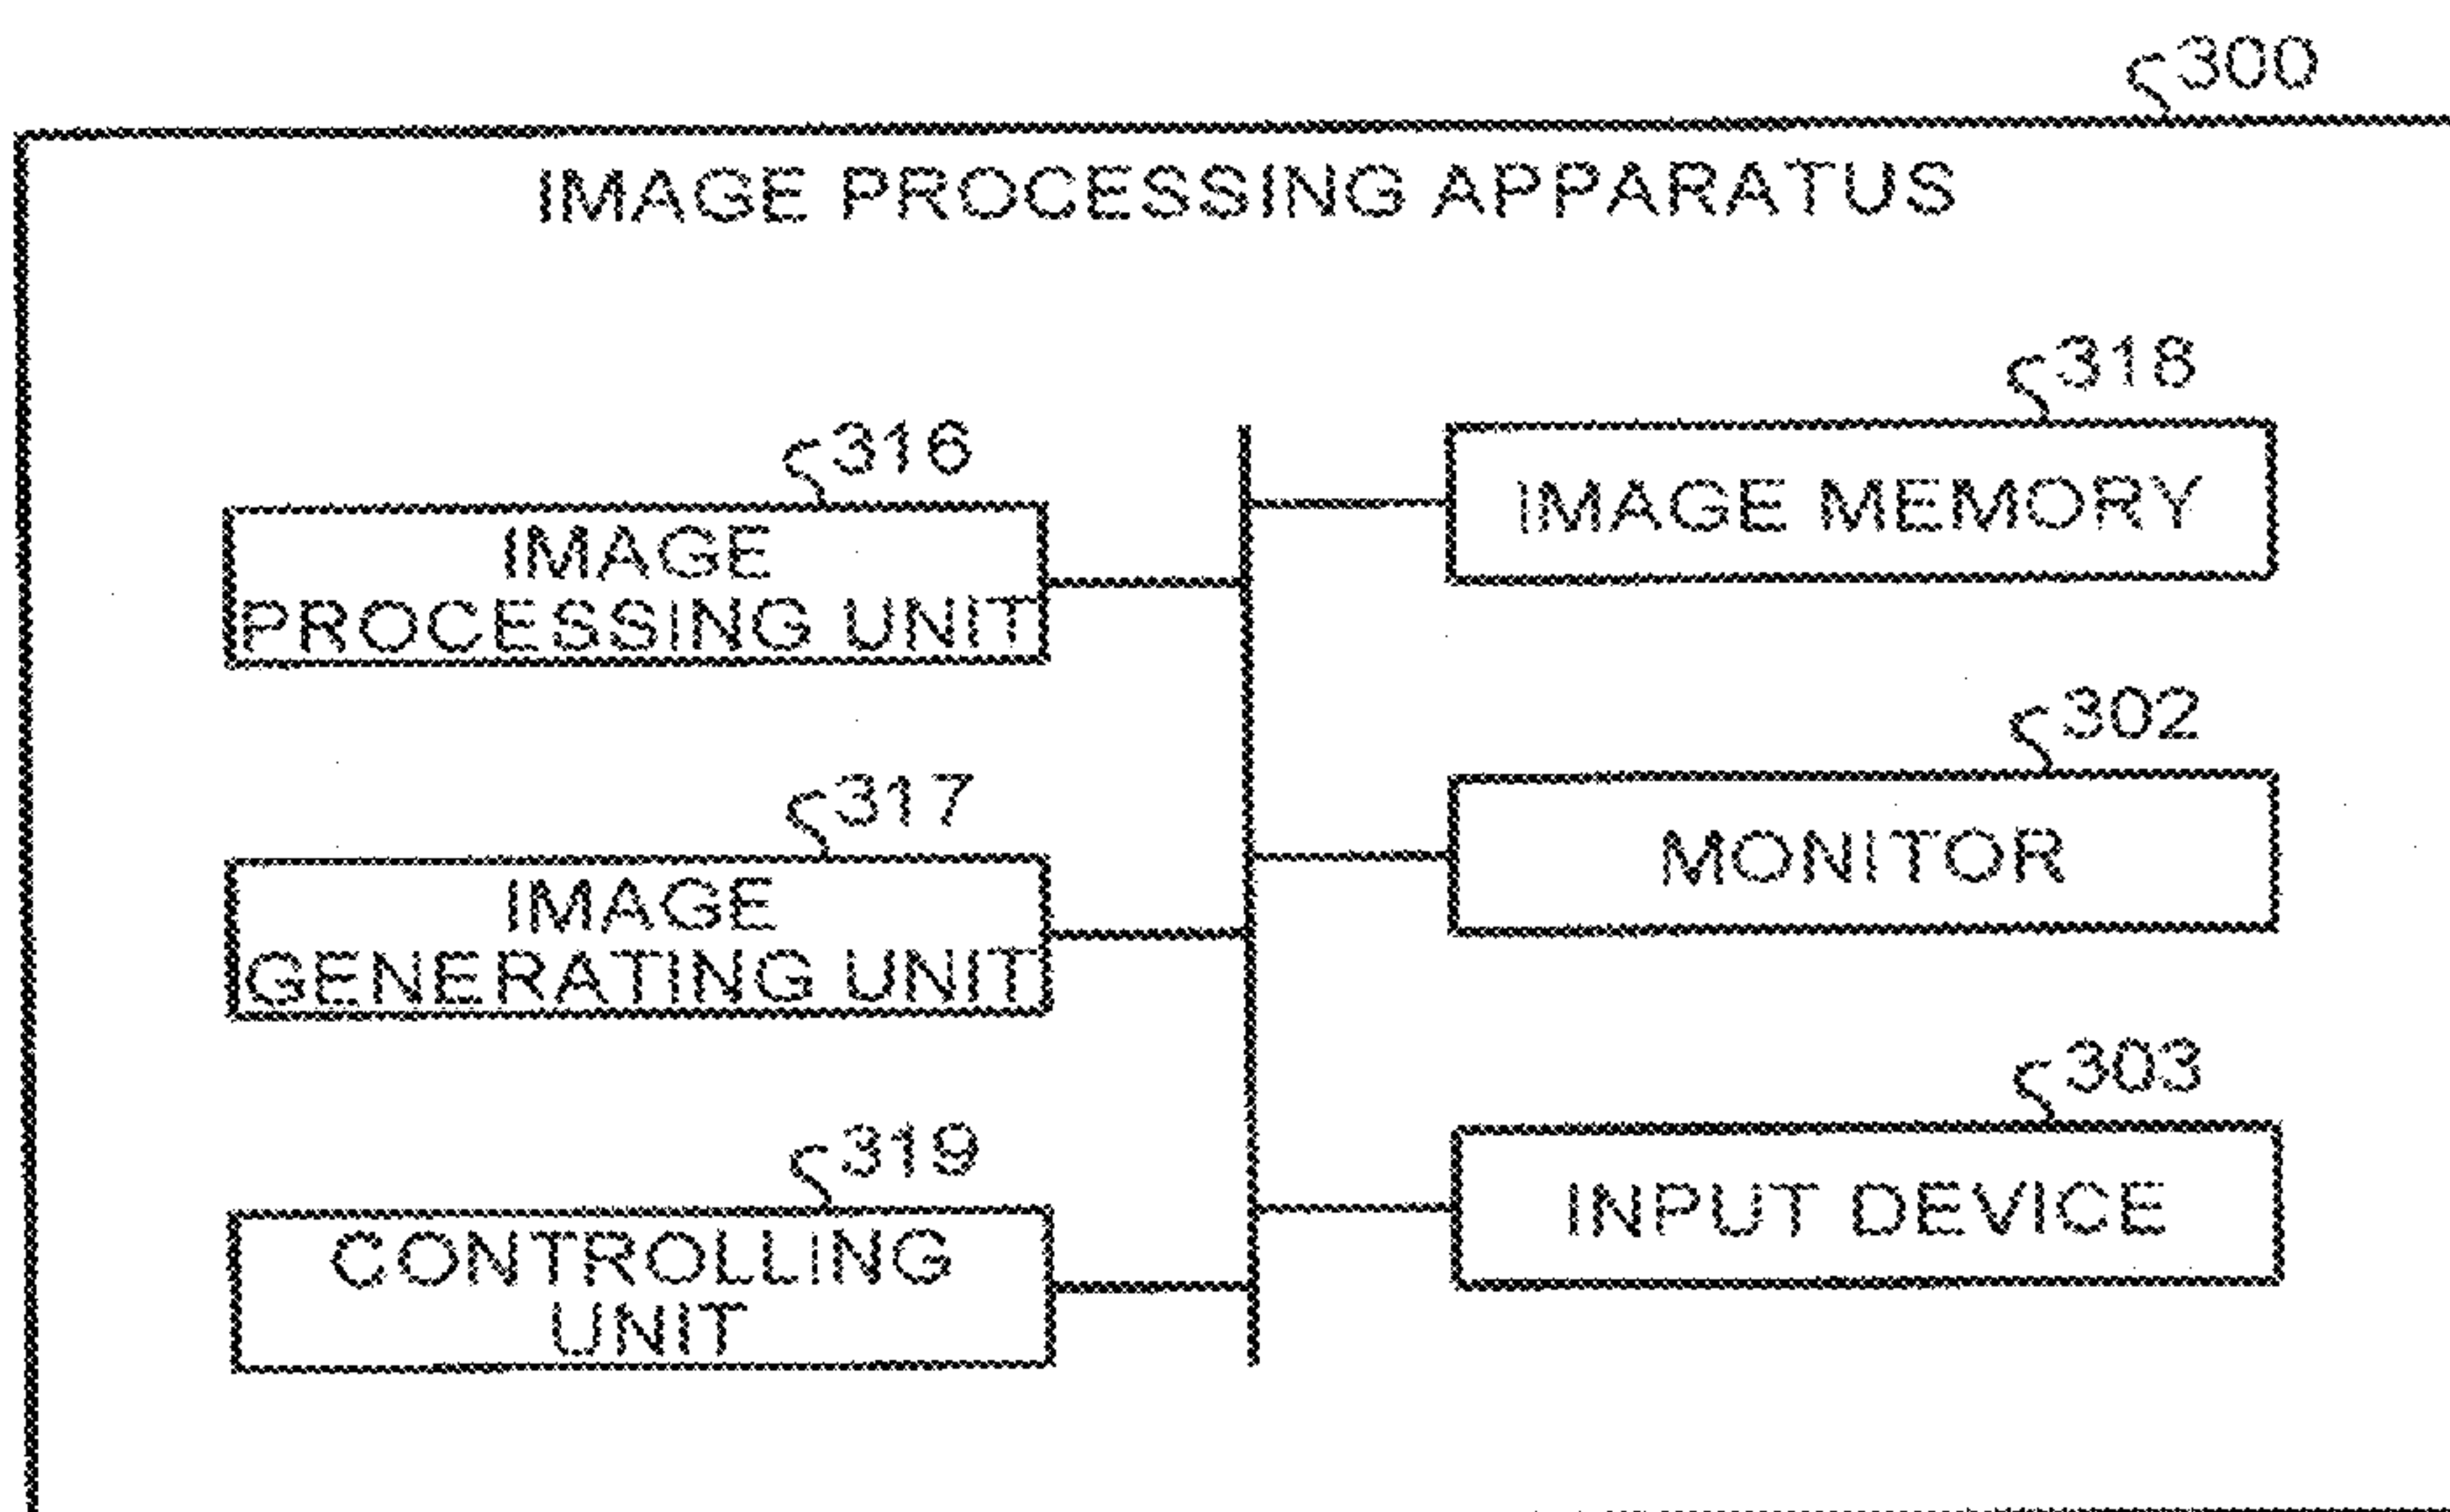 300
IMAGE PROCESSING APPARATUS
316
IMAGE
PROCESSING UNIT
317
IMAGE
GENERATING UNIT
319
CONTROLLING
UNIT
318
IMAGE MEMORY
302
MONITOR
303
INPUT DEVICE